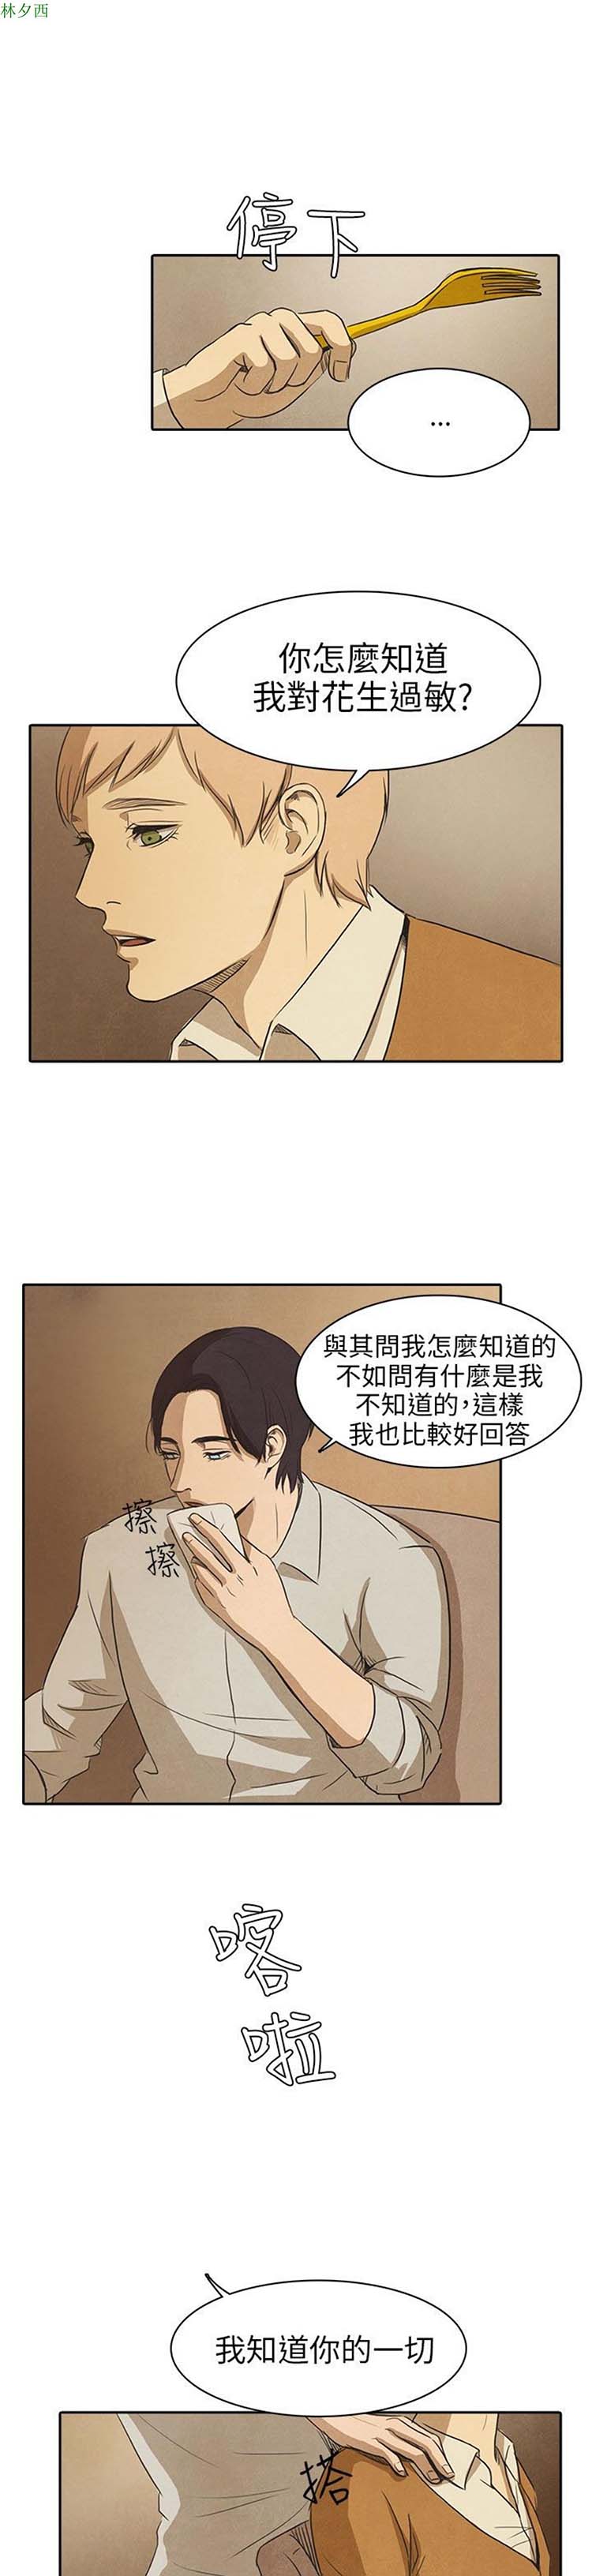 林夕西
停下
...
你怎麼知道
我對花生過敏?
與其問我怎麼知道的
不如問有什麼是我
不知道的，這樣
我也比較好回答
擦
擦
喀
啦
我知道你的一切
搭